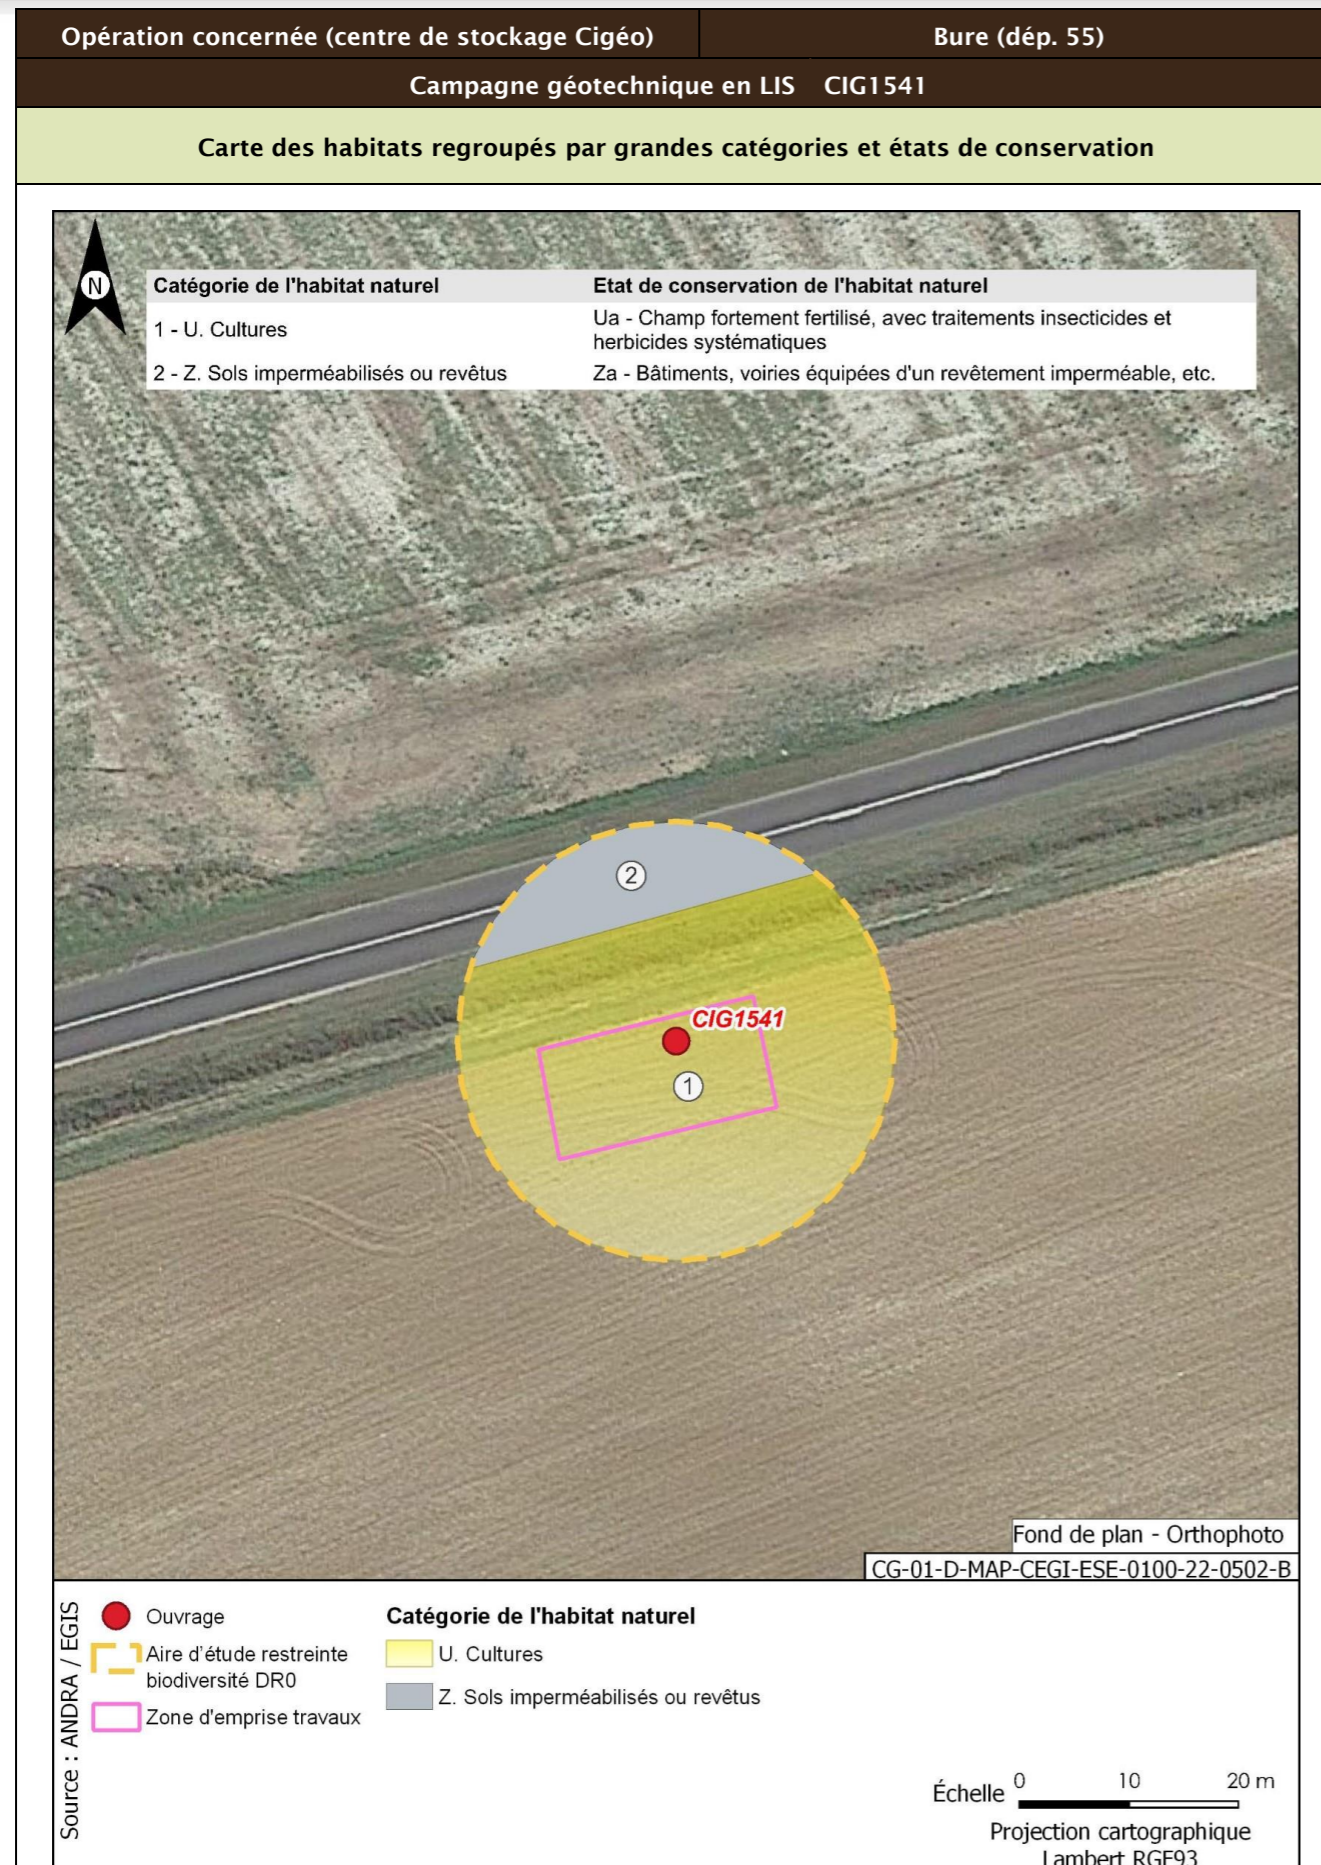 Opération concernée (centre de stockage Cigéo) Bure (dép. 55)
Campagne géotechnique en LIS CIG1541
Carte des habitats regroupés par grandes catégories et états de conservation
N
Catégorie de l'habitat naturel Etat de conservation de l'habitat naturel
1 - U. Cultures Ua - Champ fortement fertilisé, avec traitements insecticides et
herbicides systématiques
2 - Z. Sols imperméabilisés ou revêtus Za - Bâtiments, voiries équipées d'un revêtement imperméable, etc.
2
CIG1541
1
Fond de plan - Orthophoto
CG-01-D-MAP-CEGI-ESE-0100-22-0502-B
Source : ANDRA / EGIS
Ouvrage
Aire d'étude restreinte
biodiversité DR0
Zone d'emprise travaux
Catégorie de l'habitat naturel
U. Cultures
Z. Sols imperméabilisés ou revêtus
Échelle 0 10 20 m
Projection cartographique
Lambert RGF93